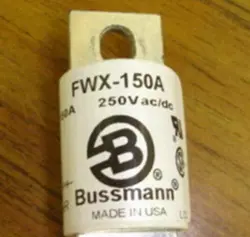 FWX-150A
250Vac/dc
B
Bussmann®
MADE IN USA